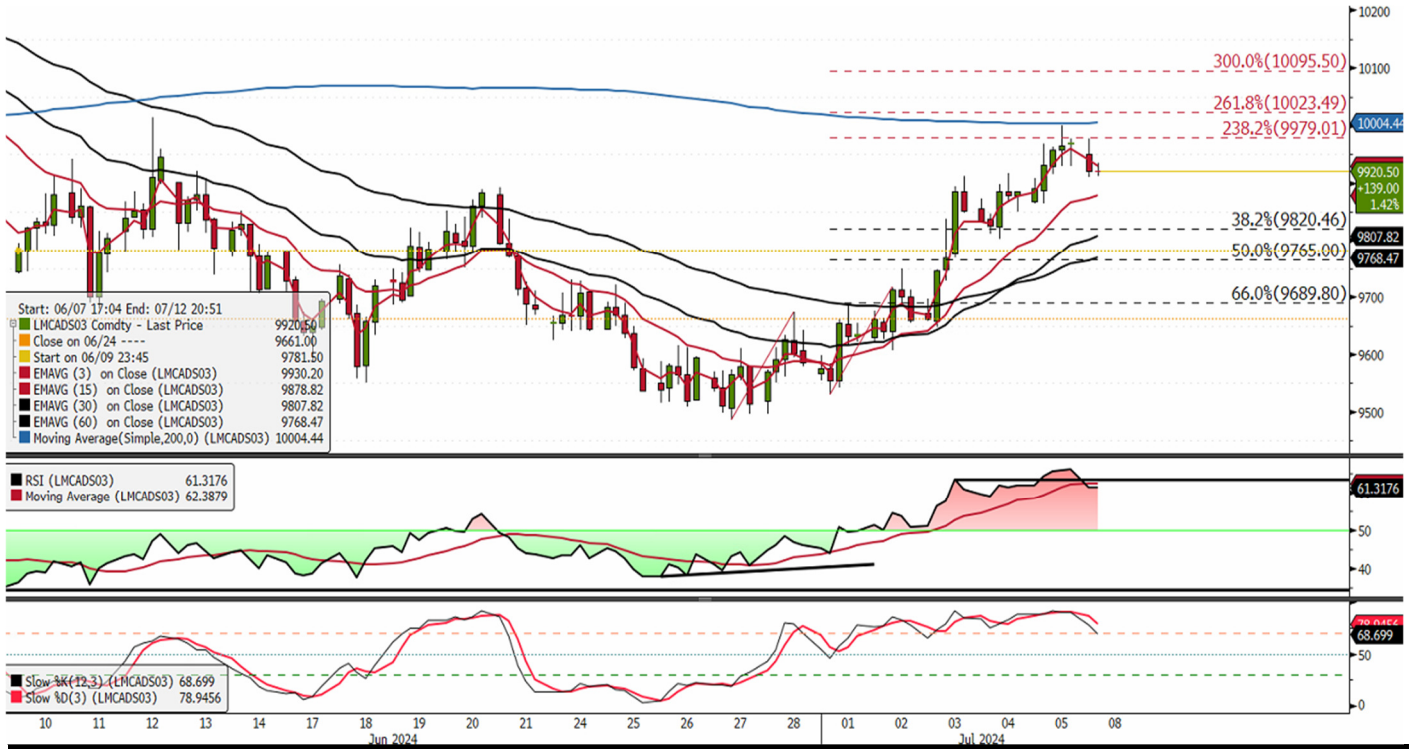 10200
300.0%(10095.50)
10100
261.8%(10023.49)
10004.44
238.2%(9979.01)
9920.50
+139.00
1.42%
38.2%(9820.46)
9807.82
50.0%(9765.00)
9768.47
66.0%(9689.80)
9700
9600
9500
Start: 06/07 17:04 End: 07/12 20:51
LMCADS03 Comdty - Last Price 9920.50
Close on 06/24 ---- 9661.00
Start on 06/09 23:45 9781.50
EMAVG (3) on Close (LMCADS03) 9930.20
EMAVG (15) on Close (LMCADS03) 9878.82
EMAVG (30) on Close (LMCADS03) 9807.82
EMAVG (60) on Close (LMCADS03) 9768.47
Moving Average(Simple,200,0) (LMCADS03) 10004.44
RSI (LMCADS03) 61.3176
Moving Average (LMCADS03) 62.3879
61.3176
50
40
78.9456
68.699
50
0
Slow %K(12,3) (LMCADS03) 68.699
Slow %D(3) (LMCADS03) 78.9456
10 11 12 13 14 17 18 19 20 21 24 25 26 27 28 01 02 03 04 05 08
Jun 2024 Jul 2024